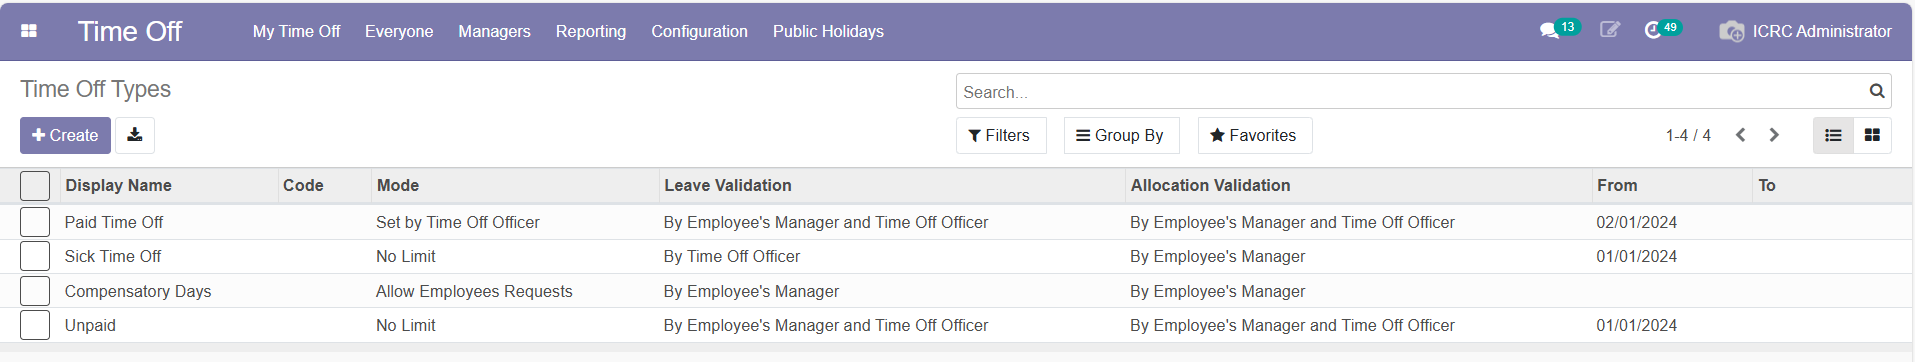 Time Off My Time Off Everyone Managers Reporting Configuration Public Holidays 13 49 ICRC Administrator
Time Off Types Search...
Create Filters Group By Favorites 1-4 / 4
Display Name Code Mode Leave Validation Allocation Validation From To
Paid Time Off Set by Time Off Officer By Employee's Manager and Time Off Officer By Employee's Manager and Time Off Officer 02/01/2024
Sick Time Off No Limit By Time Off Officer By Employee's Manager 01/01/2024
Compensatory Days Allow Employees Requests By Employee's Manager By Employee's Manager
Unpaid No Limit By Employee's Manager and Time Off Officer By Employee's Manager and Time Off Officer 01/01/2024